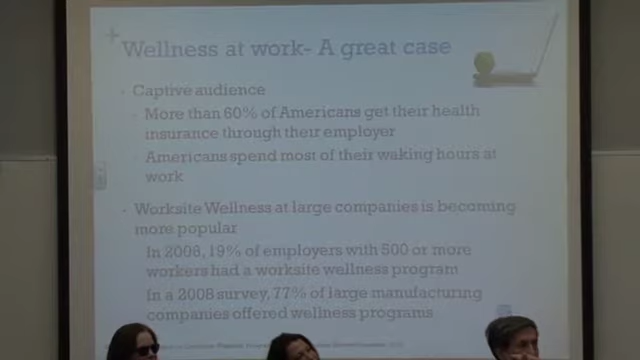 +
Wellness at work- A great case
Captive audience
More than 60% of Americans get their health
insurance through their employer
Americans spend most of their waking hours at
work
Worksite Wellness at large companies is becoming
more popular
In 2006, 19% of employers with 500 or more
workers had a worksite wellness program
In a 2008 survey, 77% of large manufacturing
companies offered wellness programs